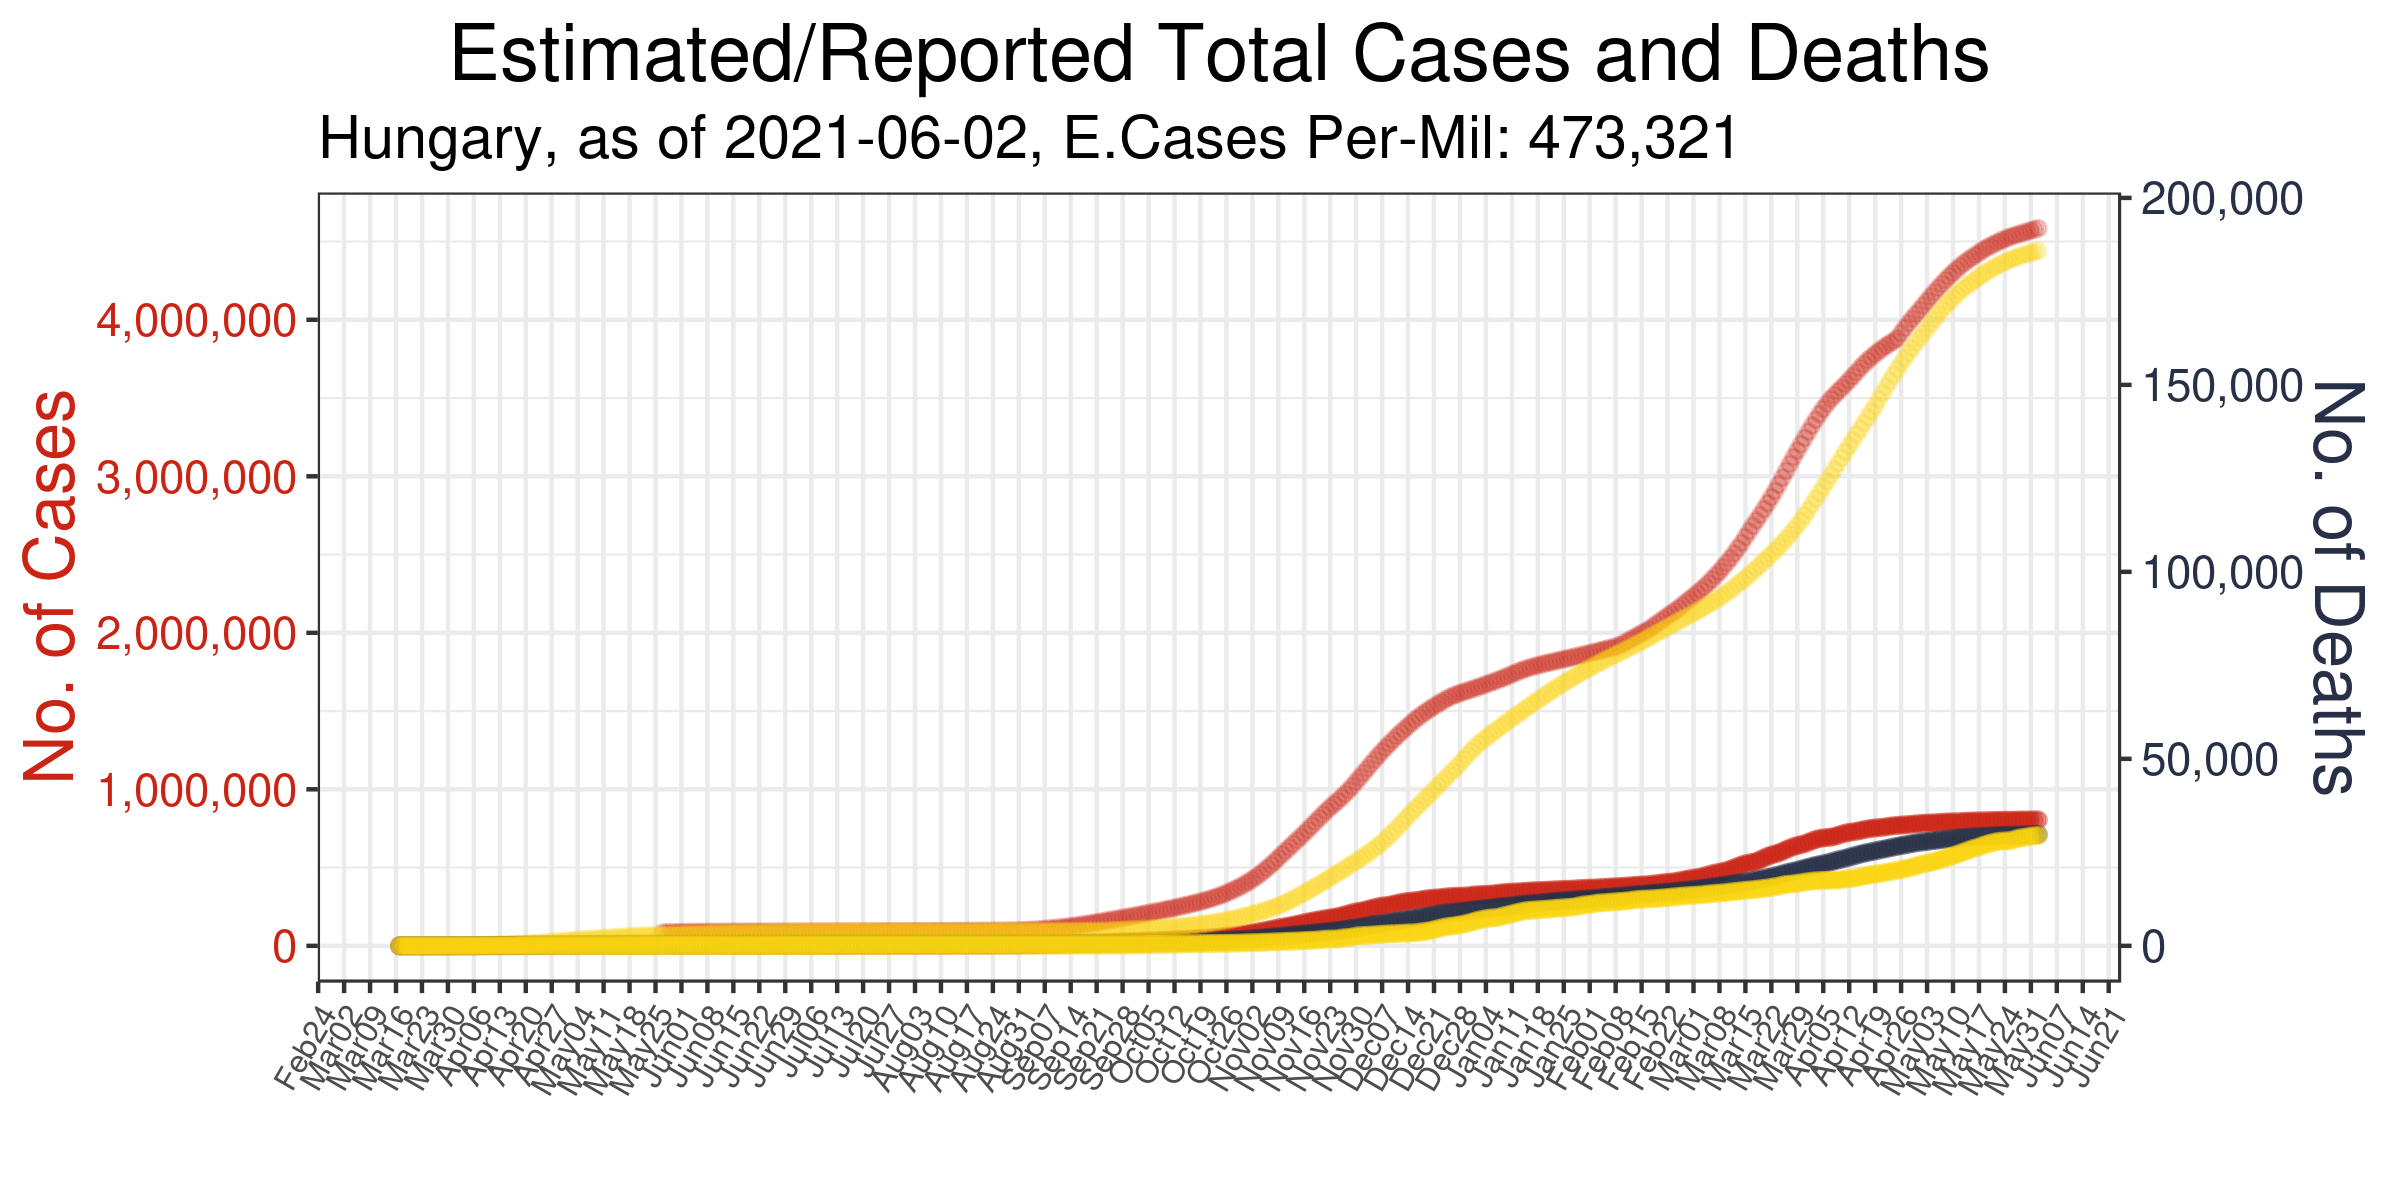 Estimated/Reported Total Cases and Deaths
Hungary, as of 2021-06-02, E.Cases Per-Mil: 473,321
No. of Cases
4,000,000
3,000,000
2,000,000
1,000,000
0
200,000
150,000
100,000
50,000
0
No. of Deaths
Feb24
Mar02
Mar09
Mar16
Mar23
Mar30
Apr06
Apr13
Apr20
Apr27
May04
May11
May18
May25
Jun01
Jun08
Jun15
Jun22
Jun29
Jul06
Jul13
Jul20
Jul27
Aug03
Aug10
Aug17
Aug24
Aug31
Sep07
Sep14
Sep21
Sep28
Oct05
Oct12
Oct19
Oct26
Nov02
Nov09
Nov16
Nov23
Nov30
Dec07
Dec14
Dec21
Dec28
Jan04
Jan11
Jan18
Jan25
Feb01
Feb08
Feb15
Feb22
Mar01
Mar08
Mar15
Mar22
Mar29
Apr05
Apr12
Apr19
Apr26
May03
May10
May17
May24
May31
Jun07
Jun14
Jun21